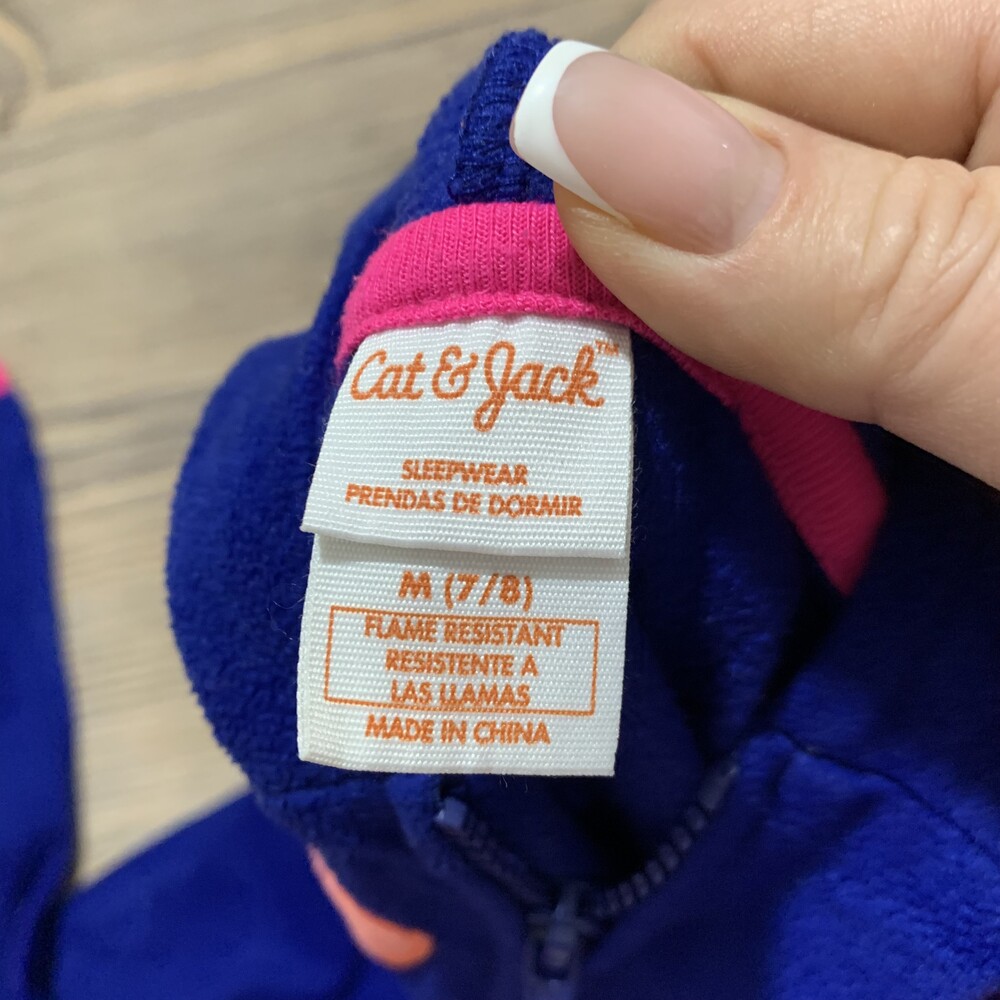 Cat & Jack™
SLEEPWEAR
PRENDAS DE DORMIR
M (7/8)
FLAME RESISTANT
RESISTENTE A
LAS LLAMAS
MADE IN CHINA